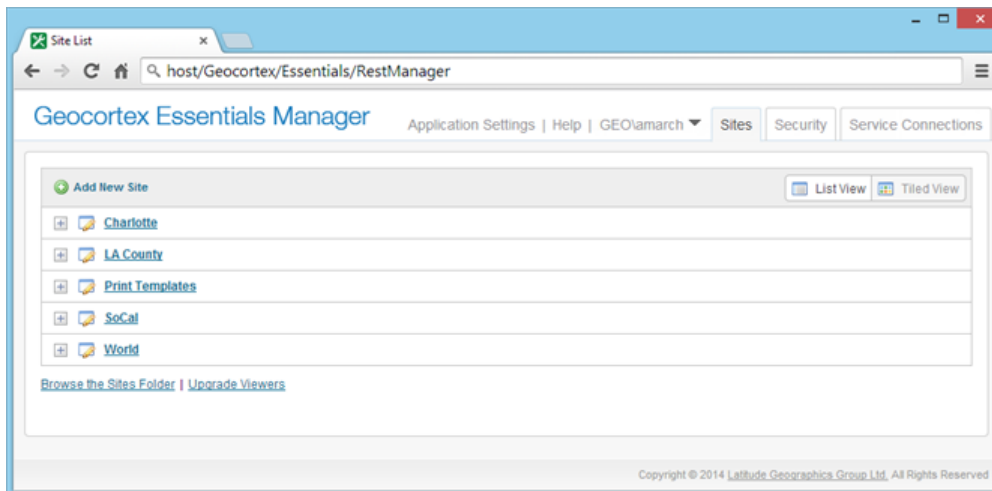 Site List
host/Geocortex/Essentials/RestManager
Geocortex Essentials Manager
Application Settings | Help | GEO\amarch
Sites
Security
Service Connections
Add New Site
List View
Tiled View
Charlotte
LA County
Print Templates
SoCal
World
Browse the Sites Folder | Upgrade Viewers
Copyright © 2014 Latitude Geographics Group Ltd. All Rights Reserved